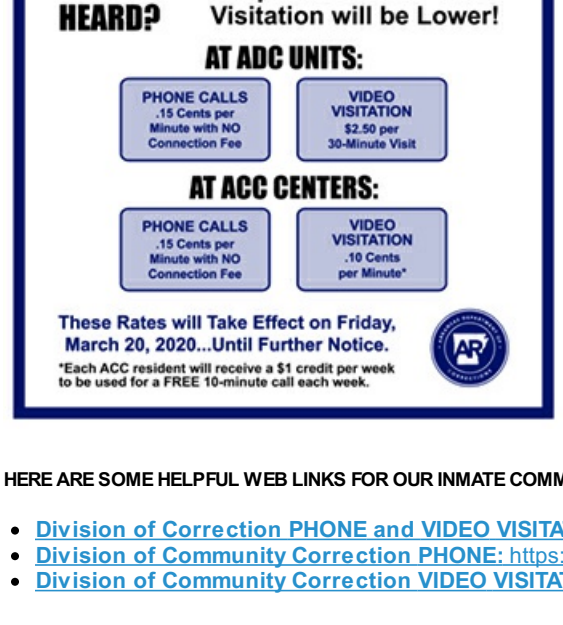 HEARD?
Visitation will be Lower!
AT ADC UNITS:
PHONE CALLS
.15 Cents per
Minute with NO
Connection Fee
VIDEO
VISITATION
$2.50 per
30-Minute Visit
AT ACC CENTERS:
PHONE CALLS
.15 Cents per
Minute with NO
Connection Fee
VIDEO
VISITATION
.10 Cents
per Minute*
These Rates will Take Effect on Friday,
March 20, 2020...Until Further Notice.
*Each ACC resident will receive a $1 credit per week
to be used for a FREE 10-minute call each week.
ARKANSAS DEPARTMENT OF
AR
CORRECTIONS
HERE ARE SOME HELPFUL WEB LINKS FOR OUR INMATE COMM
• Division of Correction PHONE and VIDEO VISITA
• Division of Community Correction PHONE: https:
• Division of Community Correction VIDEO VISITA